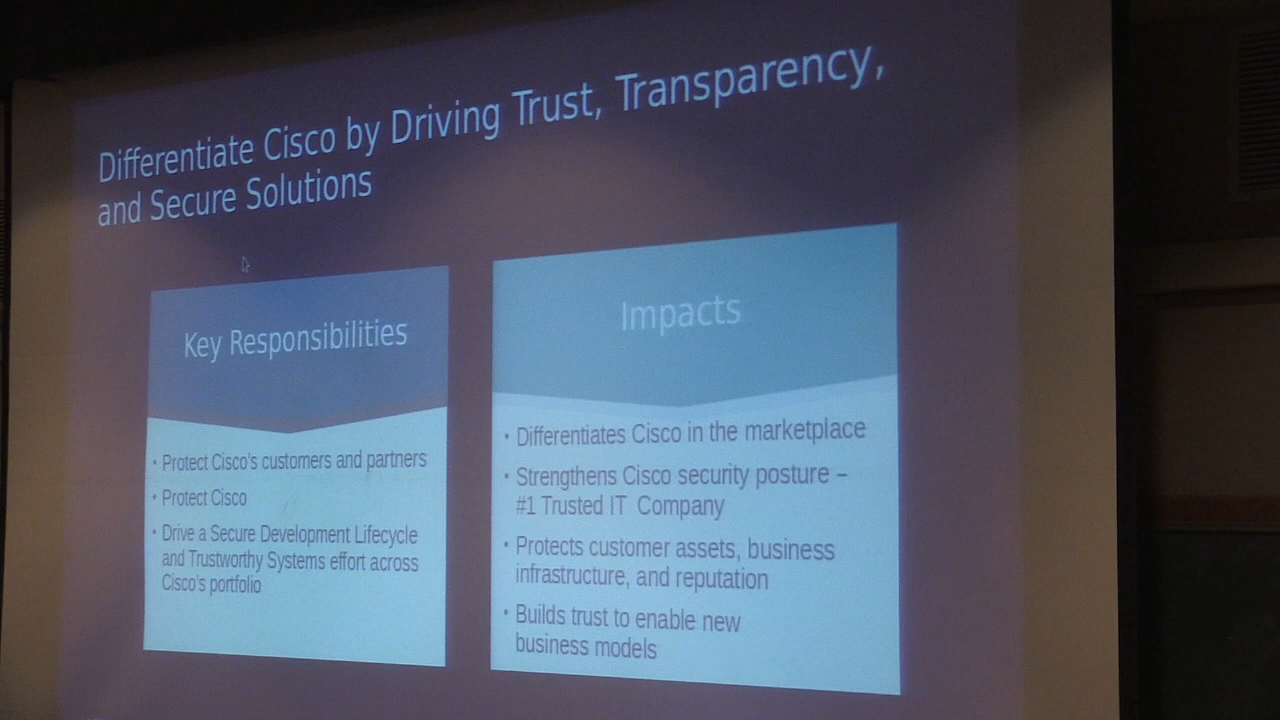 Differentiate Cisco by Driving Trust, Transparency,
and Secure Solutions
Key Responsibilities
• Protect Cisco's customers and partners
• Protect Cisco
• Drive a Secure Development Lifecycle
and Trustworthy Systems effort across
Cisco's portfolio
Impacts
• Differentiates Cisco in the marketplace
• Strengthens Cisco security posture –
#1 Trusted IT Company
• Protects customer assets, business
infrastructure, and reputation
• Builds trust to enable new
business models